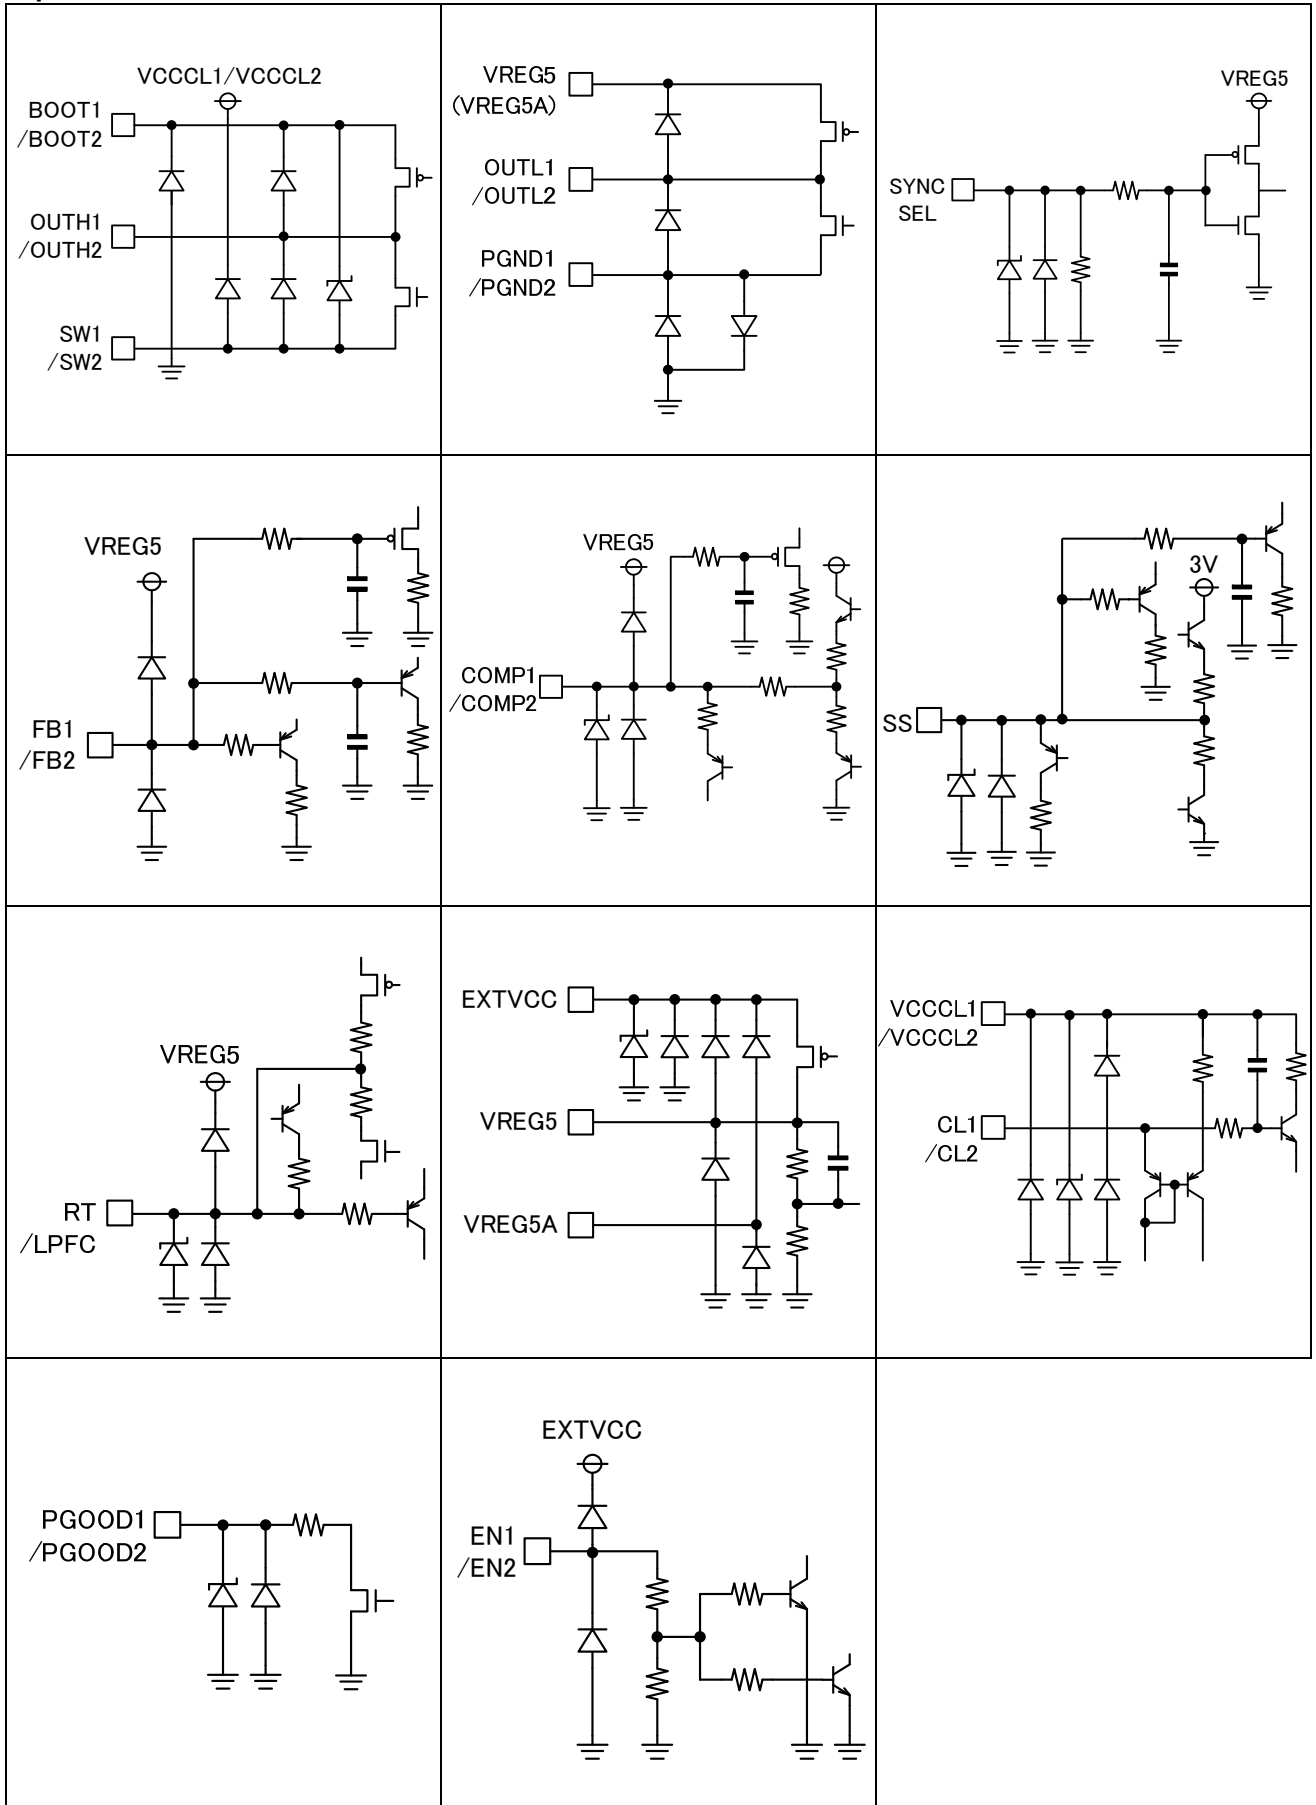 VCCCL1/VCCCL2
BOOT1
/BOOT2
OUTH1
/OUTH2
SW1
/SW2
VREG5
(VREG5A)
OUTL1
/OUTL2
PGND1
/PGND2
VREG5
SYNC
SEL
VREG5
FB1
/FB2
VREG5
COMP1
/COMP2
3V
SS
VREG5
RT
/LPFC
EXTVCC
VREG5
VREG5A
VCCCL1
/VCCCL2
CL1
/CL2
PGOOD1
/PGOOD2
EXTVCC
EN1
/EN2